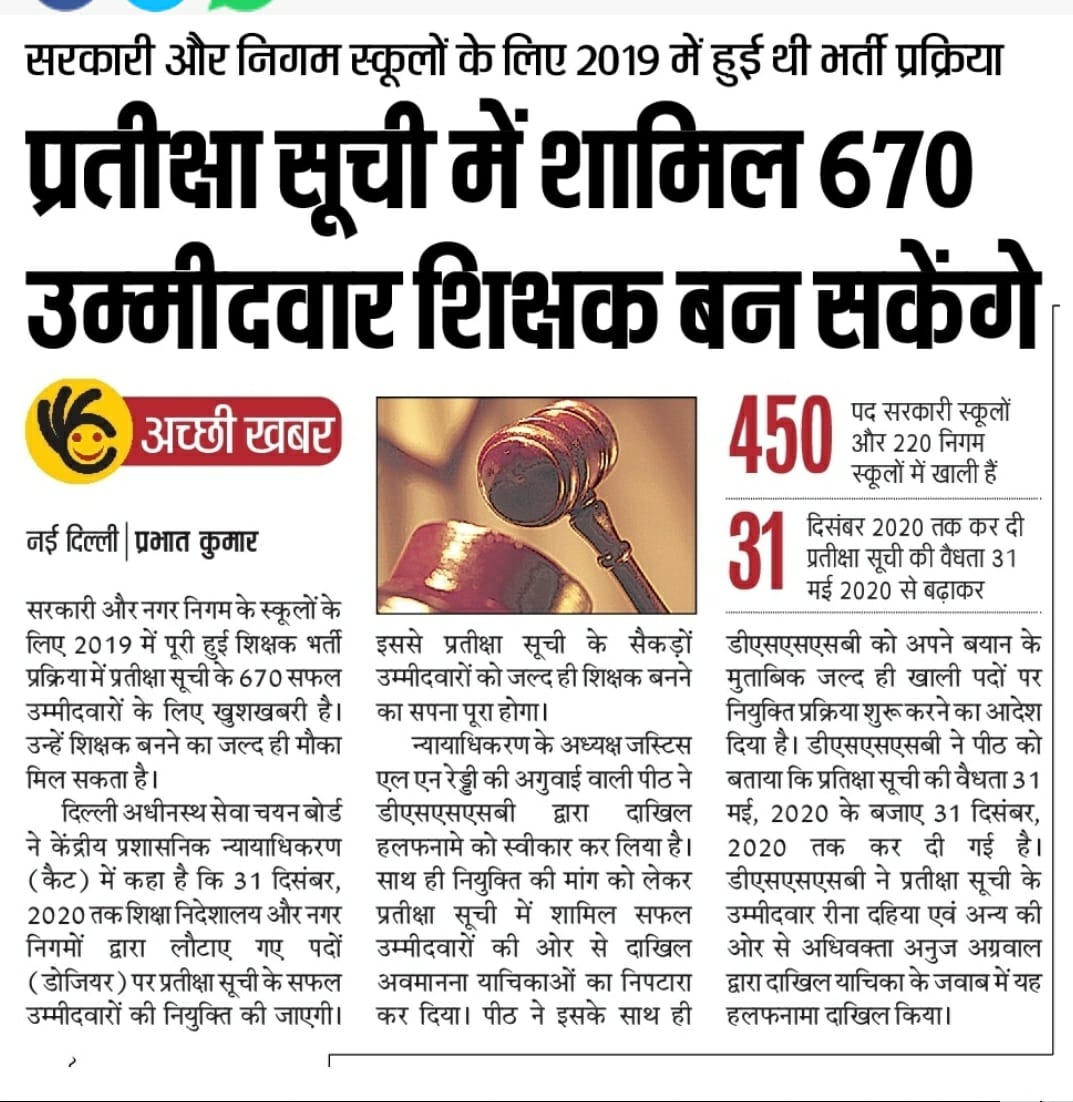 सरकारी और निगम स्कूलों के लिए 2019 में हुई थी भर्ती प्रक्रिया
प्रतीक्षा सूची में शामिल 670
उम्मीदवार शिक्षक बन सकेंगे
अच्छी खबर
नई दिल्ली | प्रभात कुमार
सरकारी और नगर निगम के स्कूलों के
लिए 2019 में पूरी हुई शिक्षक भर्ती
प्रक्रिया में प्रतीक्षा सूची के 670 सफल
उम्मीदवारों के लिए खुशखबरी है।
उन्हें शिक्षक बनने का जल्द ही मौका
मिल सकता है।
दिल्ली अधीनस्थ सेवा चयन बोर्ड
ने केंद्रीय प्रशासनिक न्यायाधिकरण
(कैट) में कहा है कि 31 दिसंबर,
2020 तक शिक्षा निदेशालय और नगर
निगमों द्वारा लौटाए गए पदों
(डोजियर) पर प्रतीक्षा सूची के सफल
उम्मीदवारों की नियुक्ति की जाएगी।
इससे प्रतीक्षा सूची के सैकड़ों
उम्मीदवारों को जल्द ही शिक्षक बनने
का सपना पूरा होगा।
न्यायाधिकरण के अध्यक्ष जस्टिस
एल एन रेड्डी की अगुवाई वाली पीठ ने
डीएसएसएसबी द्वारा दाखिल
हलफनामे को स्वीकार कर लिया है।
साथ ही नियुक्ति की मांग को लेकर
प्रतीक्षा सूची में शामिल सफल
उम्मीदवारों की ओर से दाखिल
अवमानना याचिकाओं का निपटारा
कर दिया। पीठ ने इसके साथ ही
450 पद सरकारी स्कूलों
और 220 निगम
स्कूलों में खाली हैं
31 दिसंबर 2020 तक कर दी
प्रतीक्षा सूची की वैधता 31
मई 2020 से बढ़ाकर
डीएसएसएसबी को अपने बयान के
मुताबिक जल्द ही खाली पदों पर
नियुक्ति प्रक्रिया शुरू करने का आदेश
दिया है। डीएसएसएसबी ने पीठ को
बताया कि प्रतिक्षा सूची की वैधता 31
मई, 2020 के बजाए 31 दिसंबर,
2020 तक कर दी गई है।
डीएसएसएसबी ने प्रतीक्षा सूची के
उम्मीदवार रीना दहिया एवं अन्य की
ओर से अधिवक्ता अनुज अग्रवाल
द्वारा दाखिल याचिका के जवाब में यह
हलफनामा दाखिल किया।